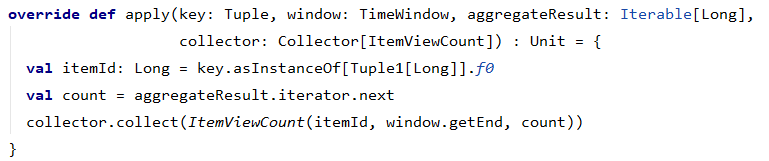 override def apply(key: Tuple, window: TimeWindow, aggregateResult: Iterable[Long],
collector: Collector[ItemViewCount]) : Unit = {
val itemId: Long = key.asInstanceOf[Tuple1[Long]].f0
val count = aggregateResult.iterator.next
collector.collect(ItemViewCount(itemId, window.getEnd, count))
}